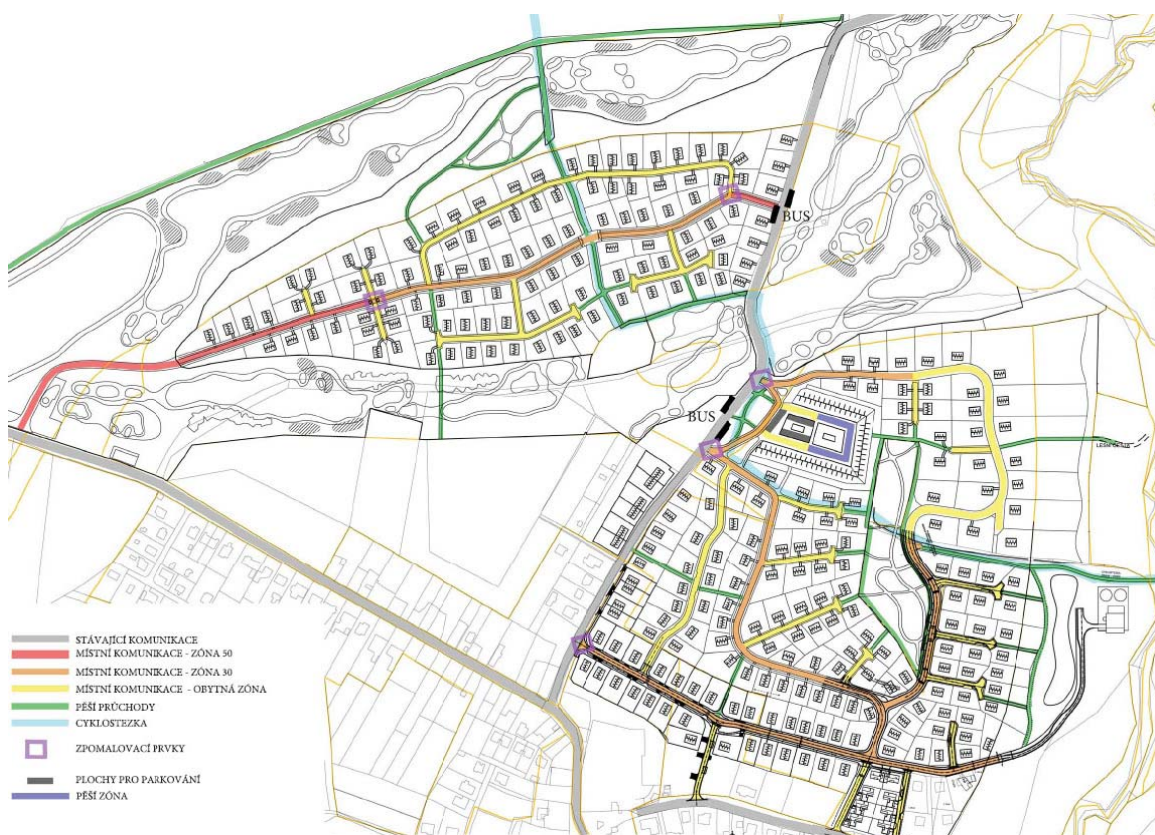 BUS
BUS
STÁVAJÍCÍ KOMUNIKACE
MÍSTNÍ KOMUNIKACE - ZÓNA 50
MÍSTNÍ KOMUNIKACE - ZÓNA 30
MÍSTNÍ KOMUNIKACE - OBYTNÁ ZÓNA
PĚŠÍ PRŮCHODY
CYKLOSTEZKA
ZPOMALOVACÍ PRVKY
PLOCHY PRO PARKOVÁNÍ
PĚŠÍ ZÓNA